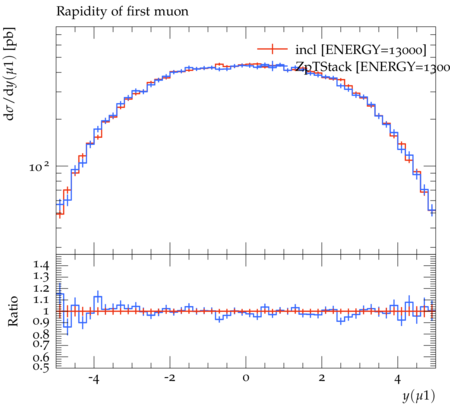 Rapidity of first muon
dσ/dy(μ1) [pb]
incl [ENERGY=13000]
ZpTStack [ENERGY=1300
10²
Ratio
1.4
1.3
1.2
1.1
1
0.9
0.8
0.7
0.6
0.5
-4 -2 0 2 4
y(μ1)